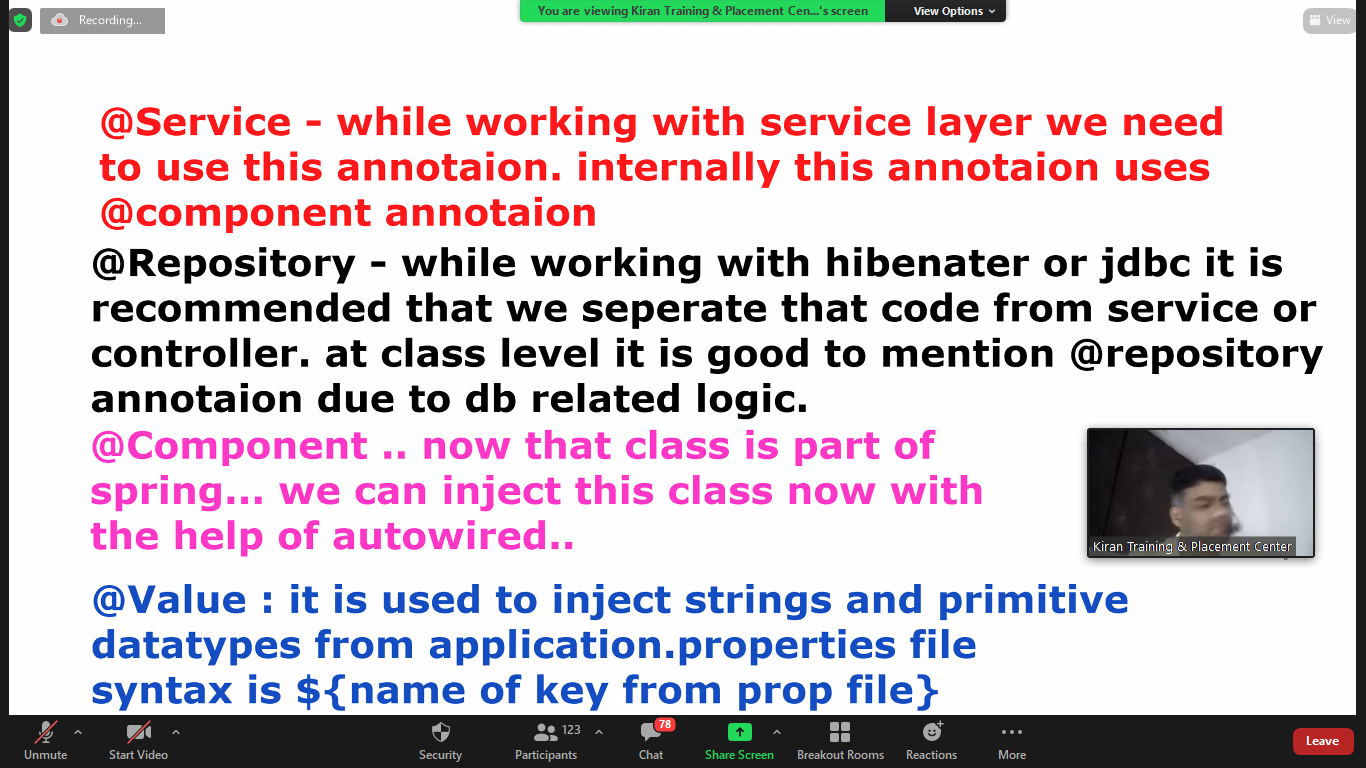 Recording...
You are viewing Kiran Training & Placement Cen...'s screen
View Options
View
@Service - while working with service layer we need
to use this annotaion. internally this annotaion uses
@component annotaion
@Repository - while working with hibenater or jdbc it is
recommended that we seperate that code from service or
controller. at class level it is good to mention @repository
annotaion due to db related logic.
@Component .. now that class is part of
spring... we can inject this class now with
the help of autowired..
Kiran Training & Placement Center
@Value : it is used to inject strings and primitive
datatypes from application.properties file
syntax is ${name of key from prop file}
Unmute
Start Video
Security
Participants
123
Chat
78
Share Screen
Breakout Rooms
Reactions
More
Leave